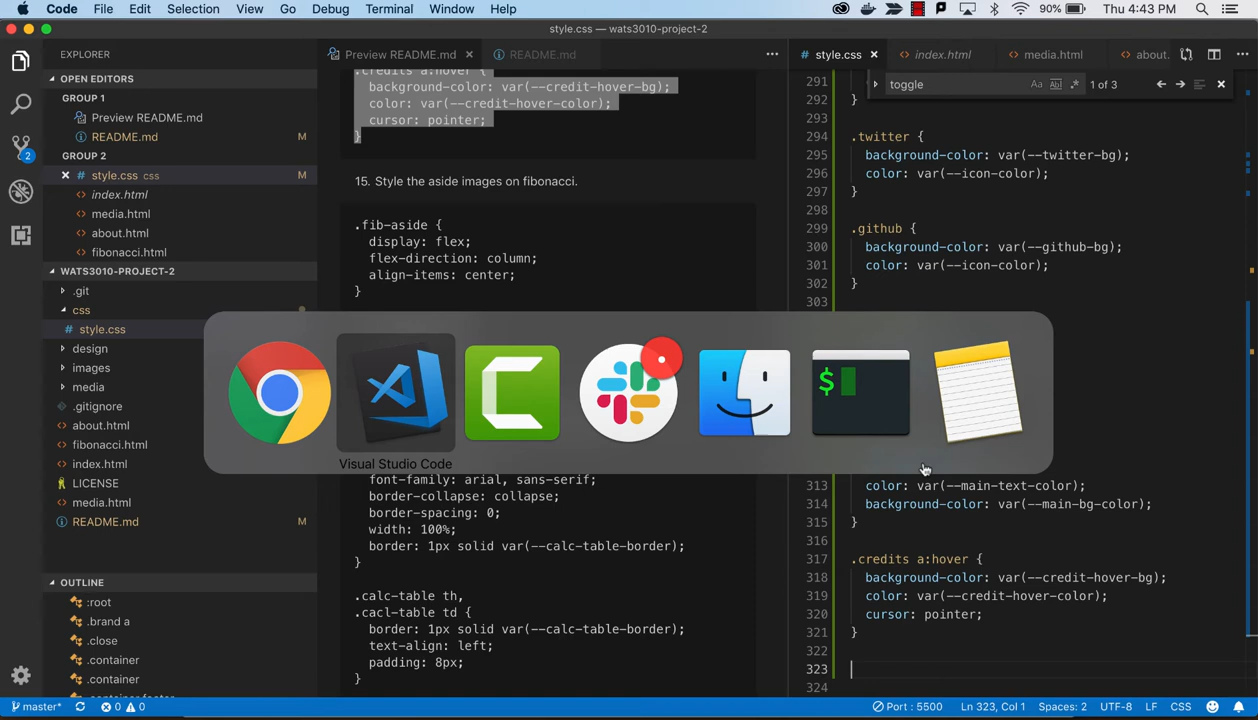 Code File Edit Selection View Go Debug Terminal Window Help 90% Thu 4:43 PM
style.css — wats3010-project-2
EXPLORER
OPEN EDITORS
GROUP 1
Preview README.md
README.md M
GROUP 2
style.css css M
index.html
media.html
about.html
fibonacci.html
WATS3010-PROJECT-2
.git
css
style.css
design
images
media
.gitignore
about.html
fibonacci.html
index.html
LICENSE
media.html
README.md M
OUTLINE
:root
.brand a
.close
.container
.container
Preview README.md
README.md
.credits a:hover {
background-color: var(--credit-hover-bg);
color: var(--credit-hover-color);
cursor: pointer;
}
15. Style the aside images on fibonacci.
.fib-aside {
display: flex;
flex-direction: column;
align-items: center;
}
Visual Studio Code
font-family: arial, sans-serif;
border-collapse: collapse;
border-spacing: 0;
width: 100%;
border: 1px solid var(--calc-table-border);
}
.calc-table th,
.cacl-table td {
border: 1px solid var(--calc-table-border);
text-align: left;
padding: 8px;
}
style.css index.html media.html about.
toggle Aa Abl 1 of 3
291
292 }
293
294 .twitter {
295 background-color: var(--twitter-bg);
296 color: var(--icon-color);
297 }
298
299 .github {
300 background-color: var(--github-bg);
301 color: var(--icon-color);
302 }
303
313 color: var(--main-text-color);
314 background-color: var(--main-bg-color);
315 }
316
317 .credits a:hover {
318 background-color: var(--credit-hover-bg);
319 color: var(--credit-hover-color);
320 cursor: pointer;
321 }
322
323
324
master* 0 0 Port : 5500 Ln 323, Col 1 Spaces: 2 UTF-8 LF CSS